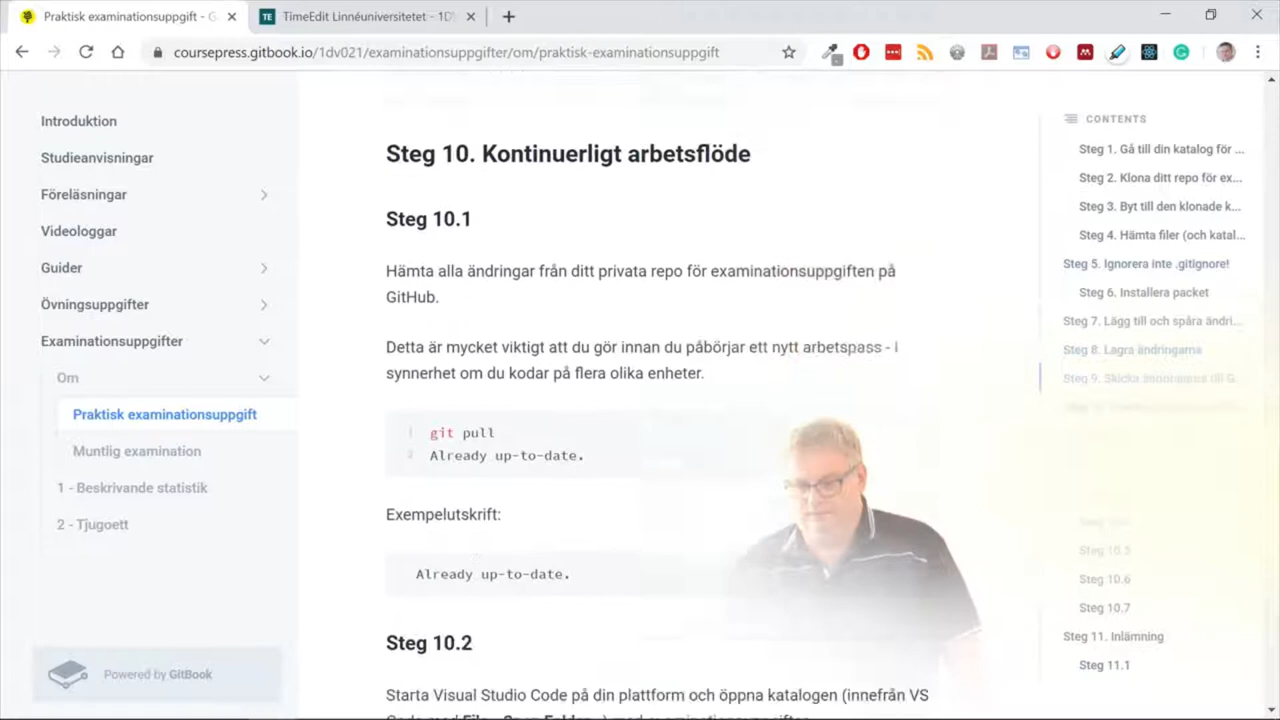 Praktisk examinationsuppgift - G
TimeEdit Linnéuniversitetet - 1D
coursepress.gitbook.io/1dv021/examinationsuppgifter/om/praktisk-examinationsuppgift
Introduktion
Studieanvisningar
Föreläsningar
Videologgar
Guider
Övningsuppgifter
Examinationsuppgifter
Om
Praktisk examinationsuppgift
Muntlig examination
1 - Beskrivande statistik
2 - Tjugoett
Powered by GitBook
Steg 10. Kontinuerligt arbetsflöde
Steg 10.1
Hämta alla ändringar från ditt privata repo för examinationsuppgiften på
GitHub.
Detta är mycket viktigt att du gör innan du påbörjar ett nytt arbetspass - i
synnerhet om du kodar på flera olika enheter.
1 git pull
2 Already up-to-date.
Exempelutskrift:
Already up-to-date.
Steg 10.2
Starta Visual Studio Code på din plattform och öppna katalogen (innefrån VS
CONTENTS
Steg 1. Gå till din katalog för ...
Steg 2. Klona ditt repo för ex...
Steg 3. Byt till den klonade k...
Steg 4. Hämta filer (och katal...
Steg 5. Ignorera inte .gitignore!
Steg 6. Installera packet
Steg 7. Lägg till och spåra ändri...
Steg 8. Lagra ändringarna
Steg 9. Skicka ändringarna till G...
Steg 10.5
Steg 10.6
Steg 10.7
Steg 11. Inlämning
Steg 11.1